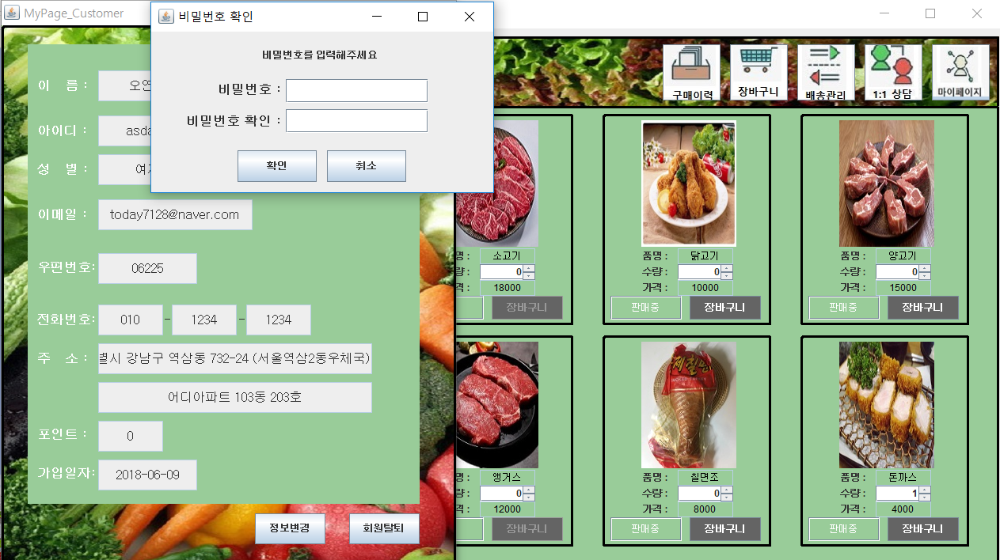 MyPage_Customer
비밀번호 확인
비밀번호를 입력해주세요
비밀번호 :
비밀번호 확인 :
확인 취소
이 름 : 오연
아이디 : asda
성 별 : 여자
이메일 : today7128@naver.com
우편번호: 06225
전화번호: 010 - 1234 - 1234
주 소 : 별시 강남구 역삼동 732-24 (서울역삼2동우체국)
어디아파트 103동 203호
포인트 : 0
가입일자: 2018-06-09
정보변경 회원탈퇴
구매이력 장바구니 배송관리 1:1 상담 마이페이지
명 : 소고기
량 : 0
격 : 18000
장바구니
품명 : 닭고기
수량 : 0
가격 : 10000
판매중 장바구니
품명 : 양고기
수량 : 0
가격 : 15000
판매중 장바구니
명 : 앵거스
량 : 0
격 : 12000
장바구니
품명 : 칠면조
수량 : 0
가격 : 8000
판매중 장바구니
품명 : 돈까스
수량 : 1
가격 : 4000
판매중 장바구니